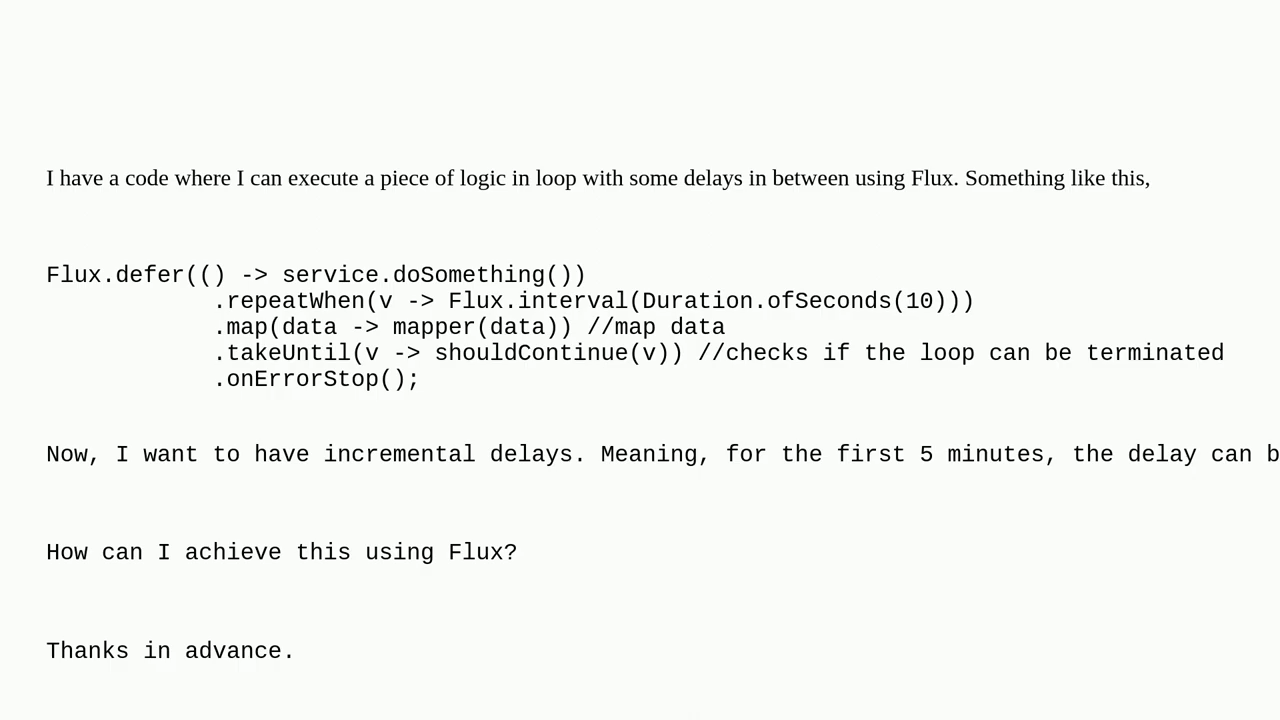 I have a code where I can execute a piece of logic in loop with some delays in between using Flux. Something like this,
Flux.defer(() -> service.doSomething())
            .repeatWhen(v -> Flux.interval(Duration.ofSeconds(10)))
            .map(data -> mapper(data)) //map data
            .takeUntil(v -> shouldContinue(v)) //checks if the loop can be terminated
            .onErrorStop();
Now, I want to have incremental delays. Meaning, for the first 5 minutes, the delay can
How can I achieve this using Flux?
Thanks in advance.